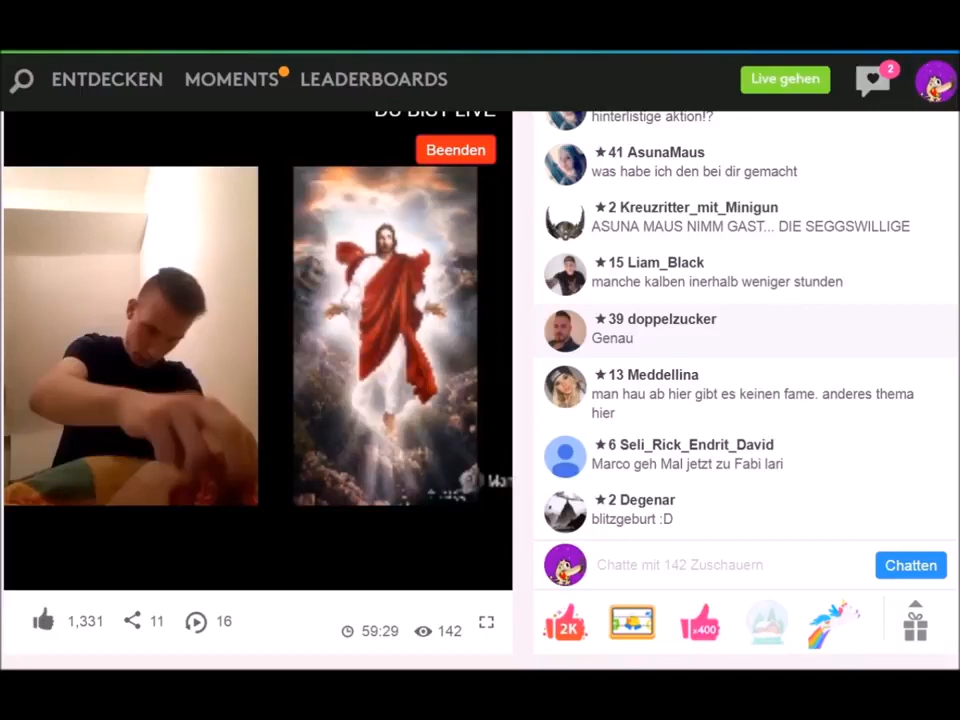 ENTDECKEN MOMENTS LEADERBOARDS Live gehen 2
DU BIST LIVE
Beenden
hinterlistige aktion!?
★41 AsunaMaus
was habe ich den bei dir gemacht
★2 Kreuzritter_mit_Minigun
ASUNA MAUS NIMM GAST... DIE SEGGSWILLIGE
★15 Liam_Black
manche kalben inerhalb weniger stunden
★39 doppelzucker
Genau
★13 Meddellina
man hau ab hier gibt es keinen fame. anderes thema
hier
★6 Seli_Rick_Endrit_David
Marco geh Mal jetzt zu Fabi lari
★2 Degenar
blitzgeburt :D
Chatte mit 142 Zuschauern Chatten
1,331 11 16 59:29 142
2K x400